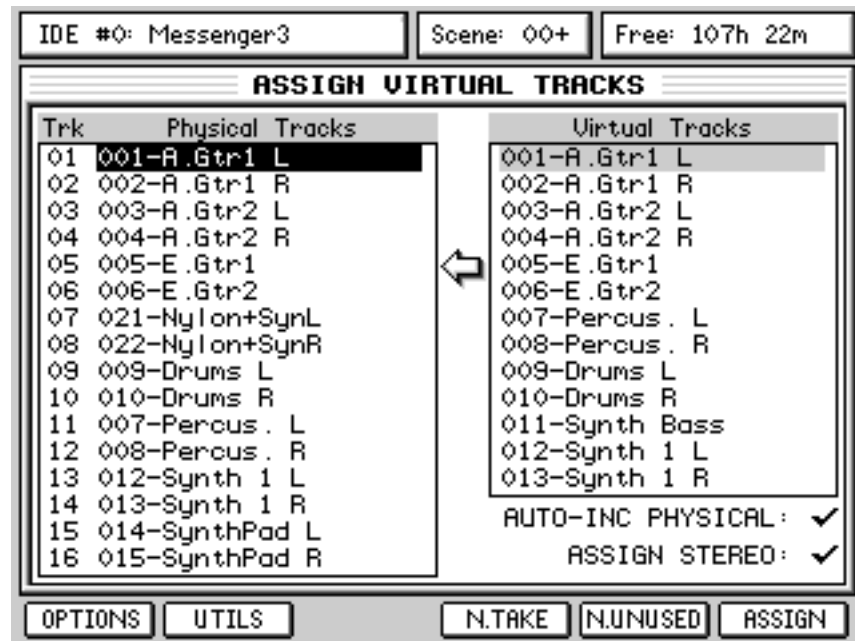 IDE #0: Messenger3
Scene: 00+
Free: 107h 22m
ASSIGN VIRTUAL TRACKS
Trk Physical Tracks
01 001-A.Gtr1 L
02 002-A.Gtr1 R
03 003-A.Gtr2 L
04 004-A.Gtr2 R
05 005-E.Gtr1
06 006-E.Gtr2
07 021-Nylon+SynL
08 022-Nylon+SynR
09 009-Drums L
10 010-Drums R
11 007-Percus. L
12 008-Percus. R
13 012-Synth 1 L
14 013-Synth 1 R
15 014-SynthPad L
16 015-SynthPad R
Virtual Tracks
001-A.Gtr1 L
002-A.Gtr1 R
003-A.Gtr2 L
004-A.Gtr2 R
005-E.Gtr1
006-E.Gtr2
007-Percus. L
008-Percus. R
009-Drums L
010-Drums R
011-Synth Bass
012-Synth 1 L
013-Synth 1 R
AUTO-INC PHYSICAL: ✓
ASSIGN STEREO: ✓
OPTIONS UTILS N.TAKE N.UNUSED ASSIGN